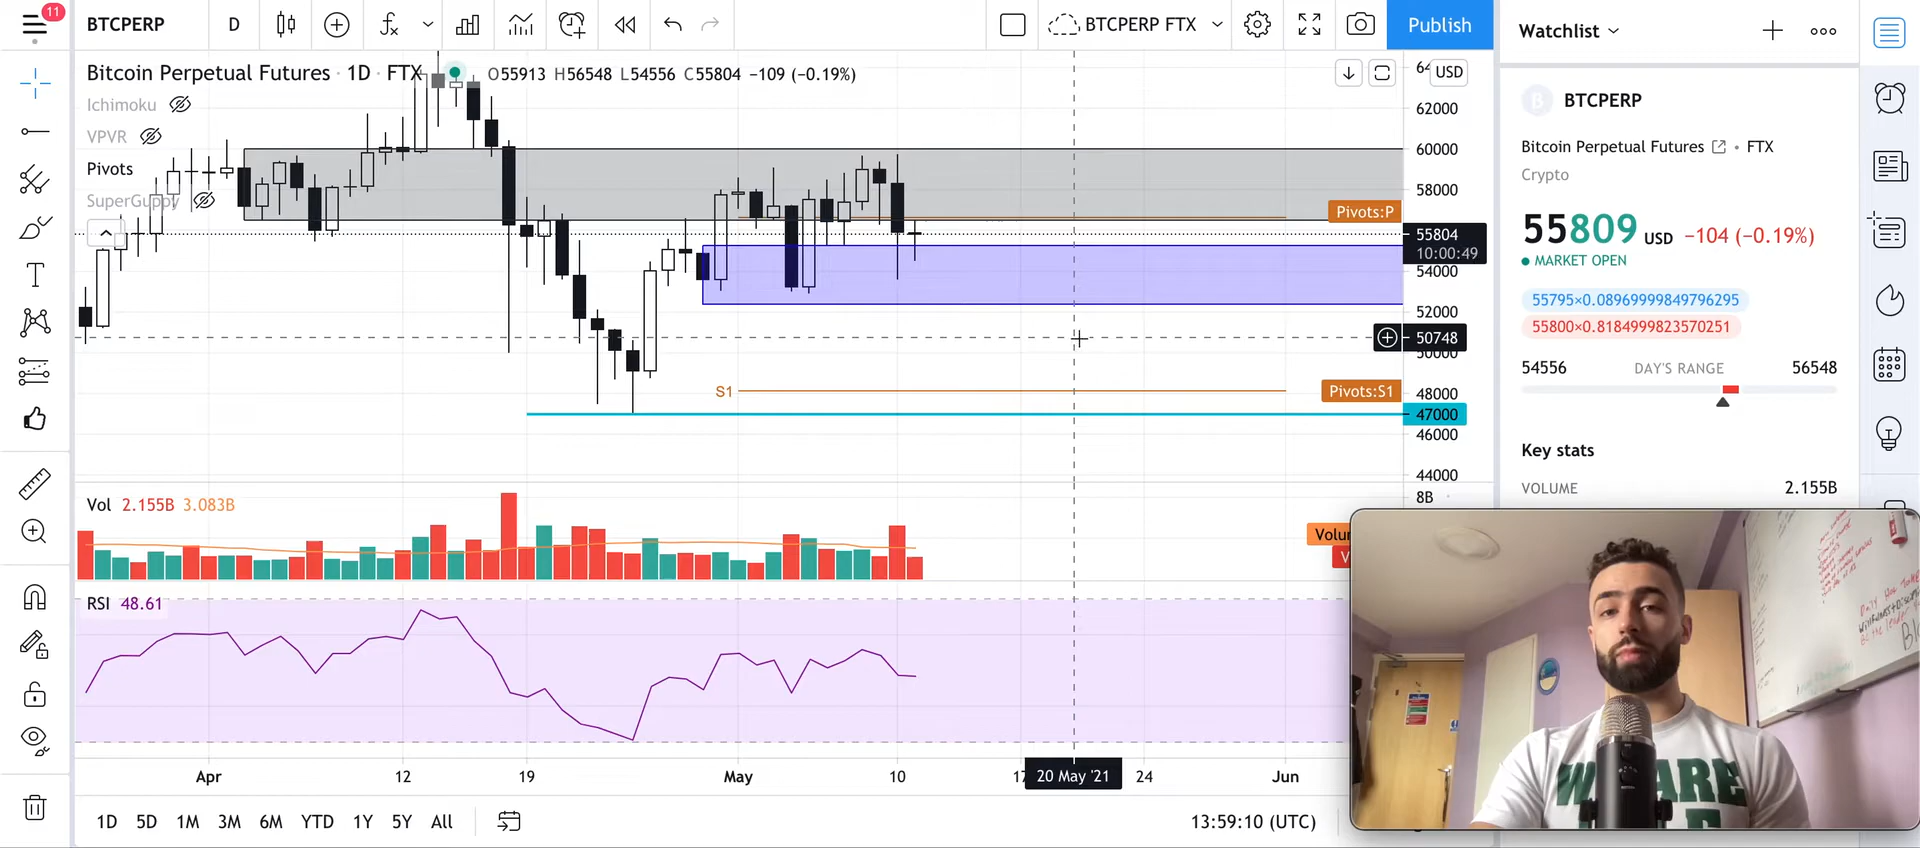 11
BTCPERP
D
BTCPERP FTX
Publish
Watchlist
Bitcoin Perpetual Futures · 1D · FTX
O55913 H56548 L54556 C55804 −109 (−0.19%)
USD
Ichimoku
VPVR
Pivots
SuperGuppy
62000
60000
58000
Pivots:P
55804
10:00:49
54000
52000
50748
50000
S1
Pivots:S1
48000
47000
46000
44000
BTCPERP
Bitcoin Perpetual Futures • FTX
Crypto
55809 USD −104 (−0.19%)
MARKET OPEN
55795×0.08969999849796295
55800×0.8184999823570251
54556 DAY'S RANGE 56548
Key stats
VOLUME 2.155B
Vol 2.155B 3.083B
8B
RSI 48.61
Apr
12
19
May
10
20 May '21
24
Jun
1D 5D 1M 3M 6M YTD 1Y 5Y All
13:59:10 (UTC)
WE ARE